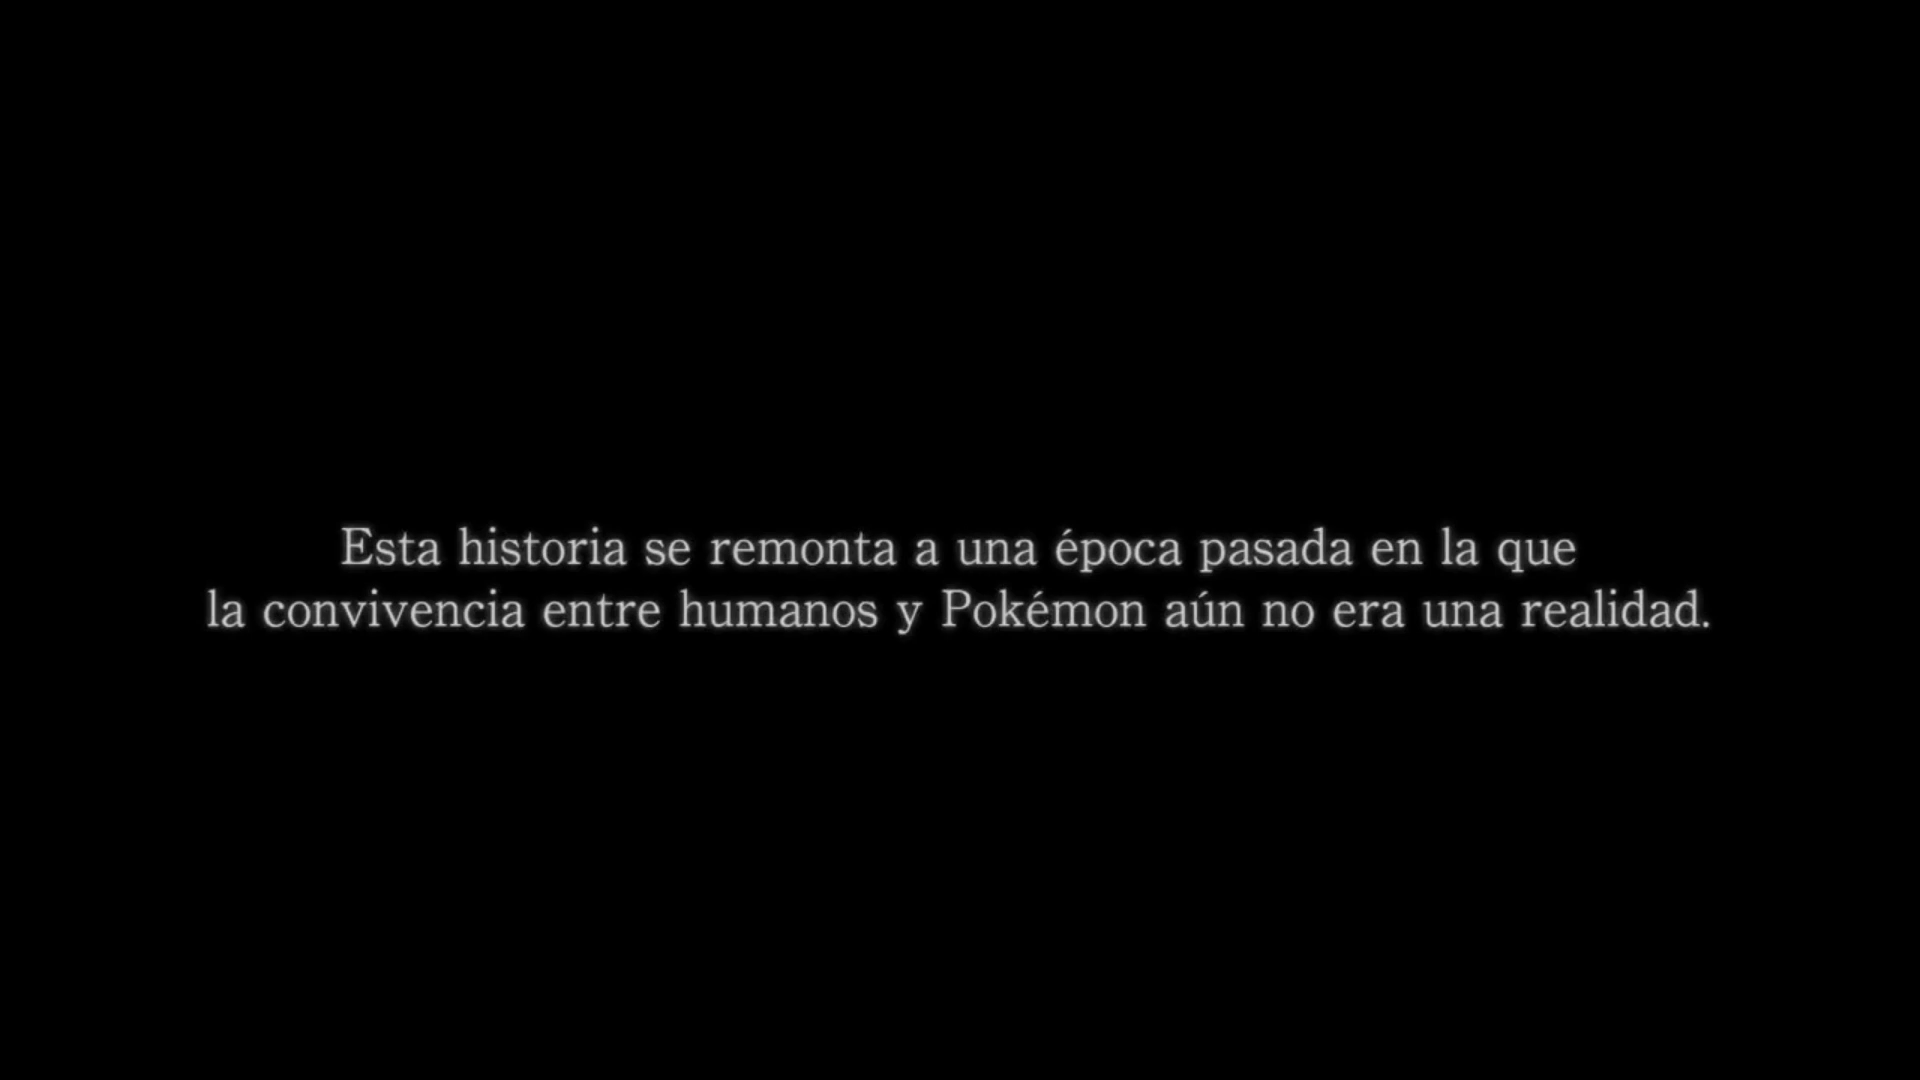 Esta historia se remonta a una época pasada en la que
la convivencia entre humanos y Pokémon aún no era una realidad.